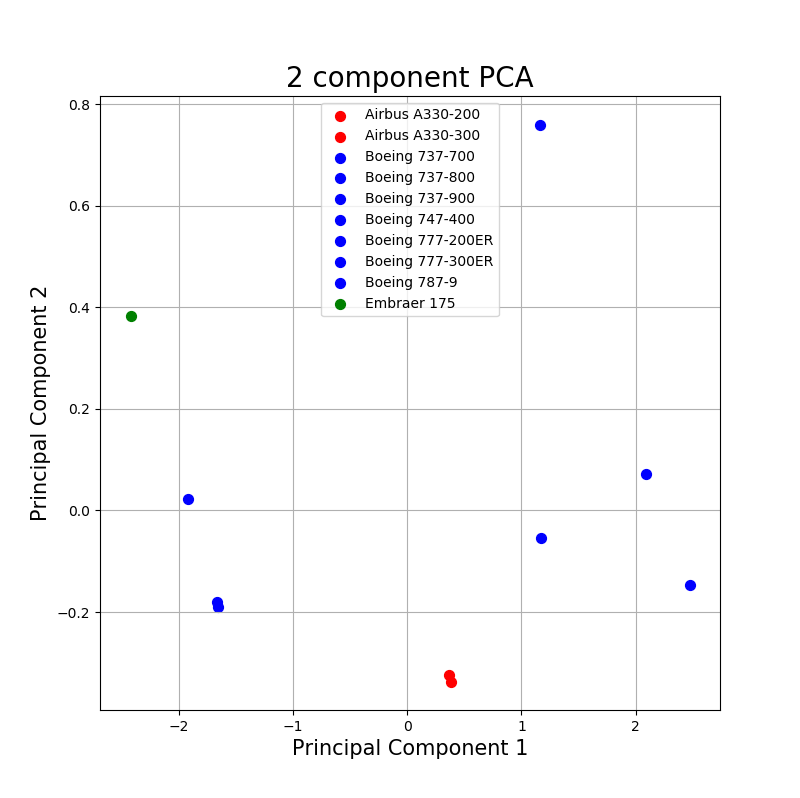 2 component PCA
0.8
0.6
0.4
0.2
0.0
−0.2
Principal Component 2
Airbus A330-200
Airbus A330-300
Boeing 737-700
Boeing 737-800
Boeing 737-900
Boeing 747-400
Boeing 777-200ER
Boeing 777-300ER
Boeing 787-9
Embraer 175
−2
−1
0
1
2
Principal Component 1